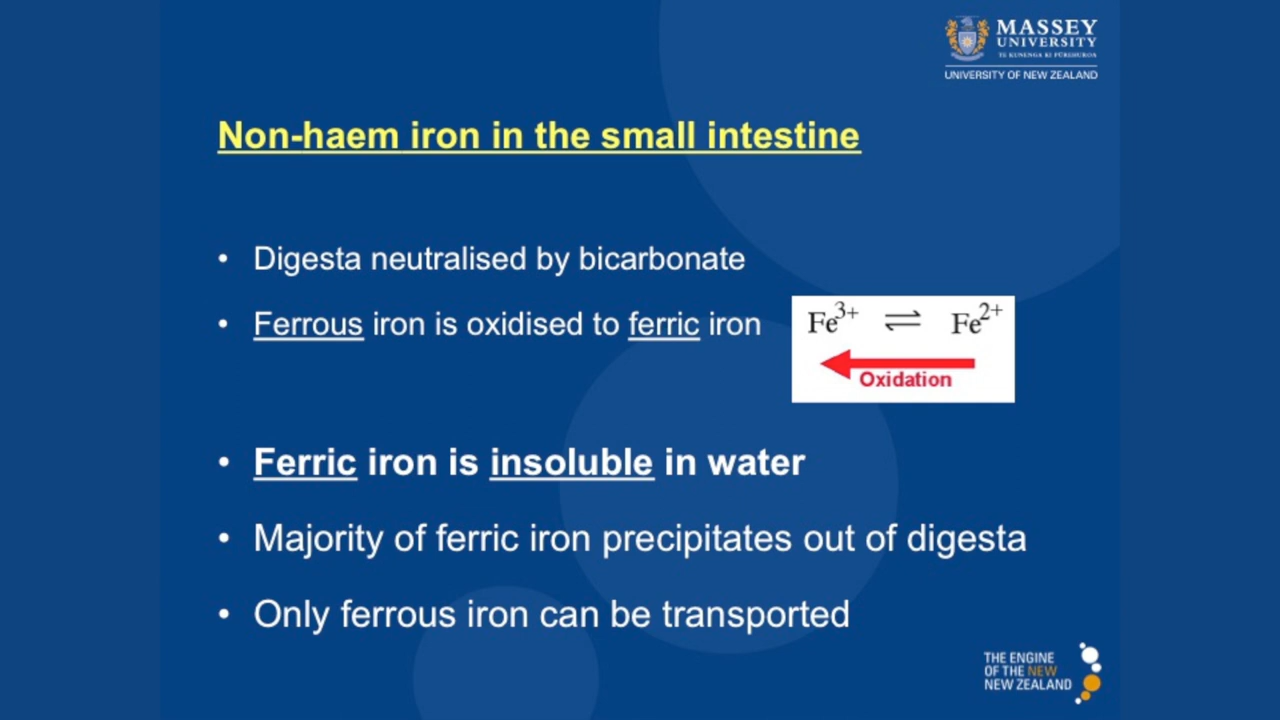 MASSEY
UNIVERSITY
TE KUNENGA KI PŪREHUROA
UNIVERSITY OF NEW ZEALAND
Non-haem iron in the small intestine
• Digesta neutralised by bicarbonate
• Ferrous iron is oxidised to ferric iron
Fe3+ ⇌ Fe2+
Oxidation
• Ferric iron is insoluble in water
• Majority of ferric iron precipitates out of digesta
• Only ferrous iron can be transported
THE ENGINE
OF THE NEW
NEW ZEALAND